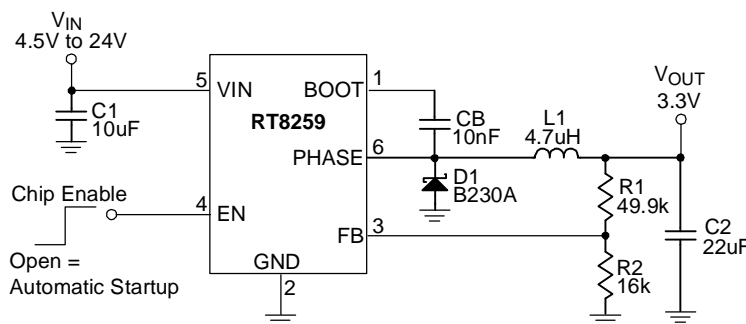 VIN
4.5V to 24V
C1
10uF
Chip Enable
Open =
Automatic Startup
5
VIN
4
EN
RT8259
BOOT
1
PHASE
6
FB
3
GND
2
CB
10nF
D1
B230A
L1
4.7uH
VOUT
3.3V
R1
49.9k
R2
16k
C2
22uF